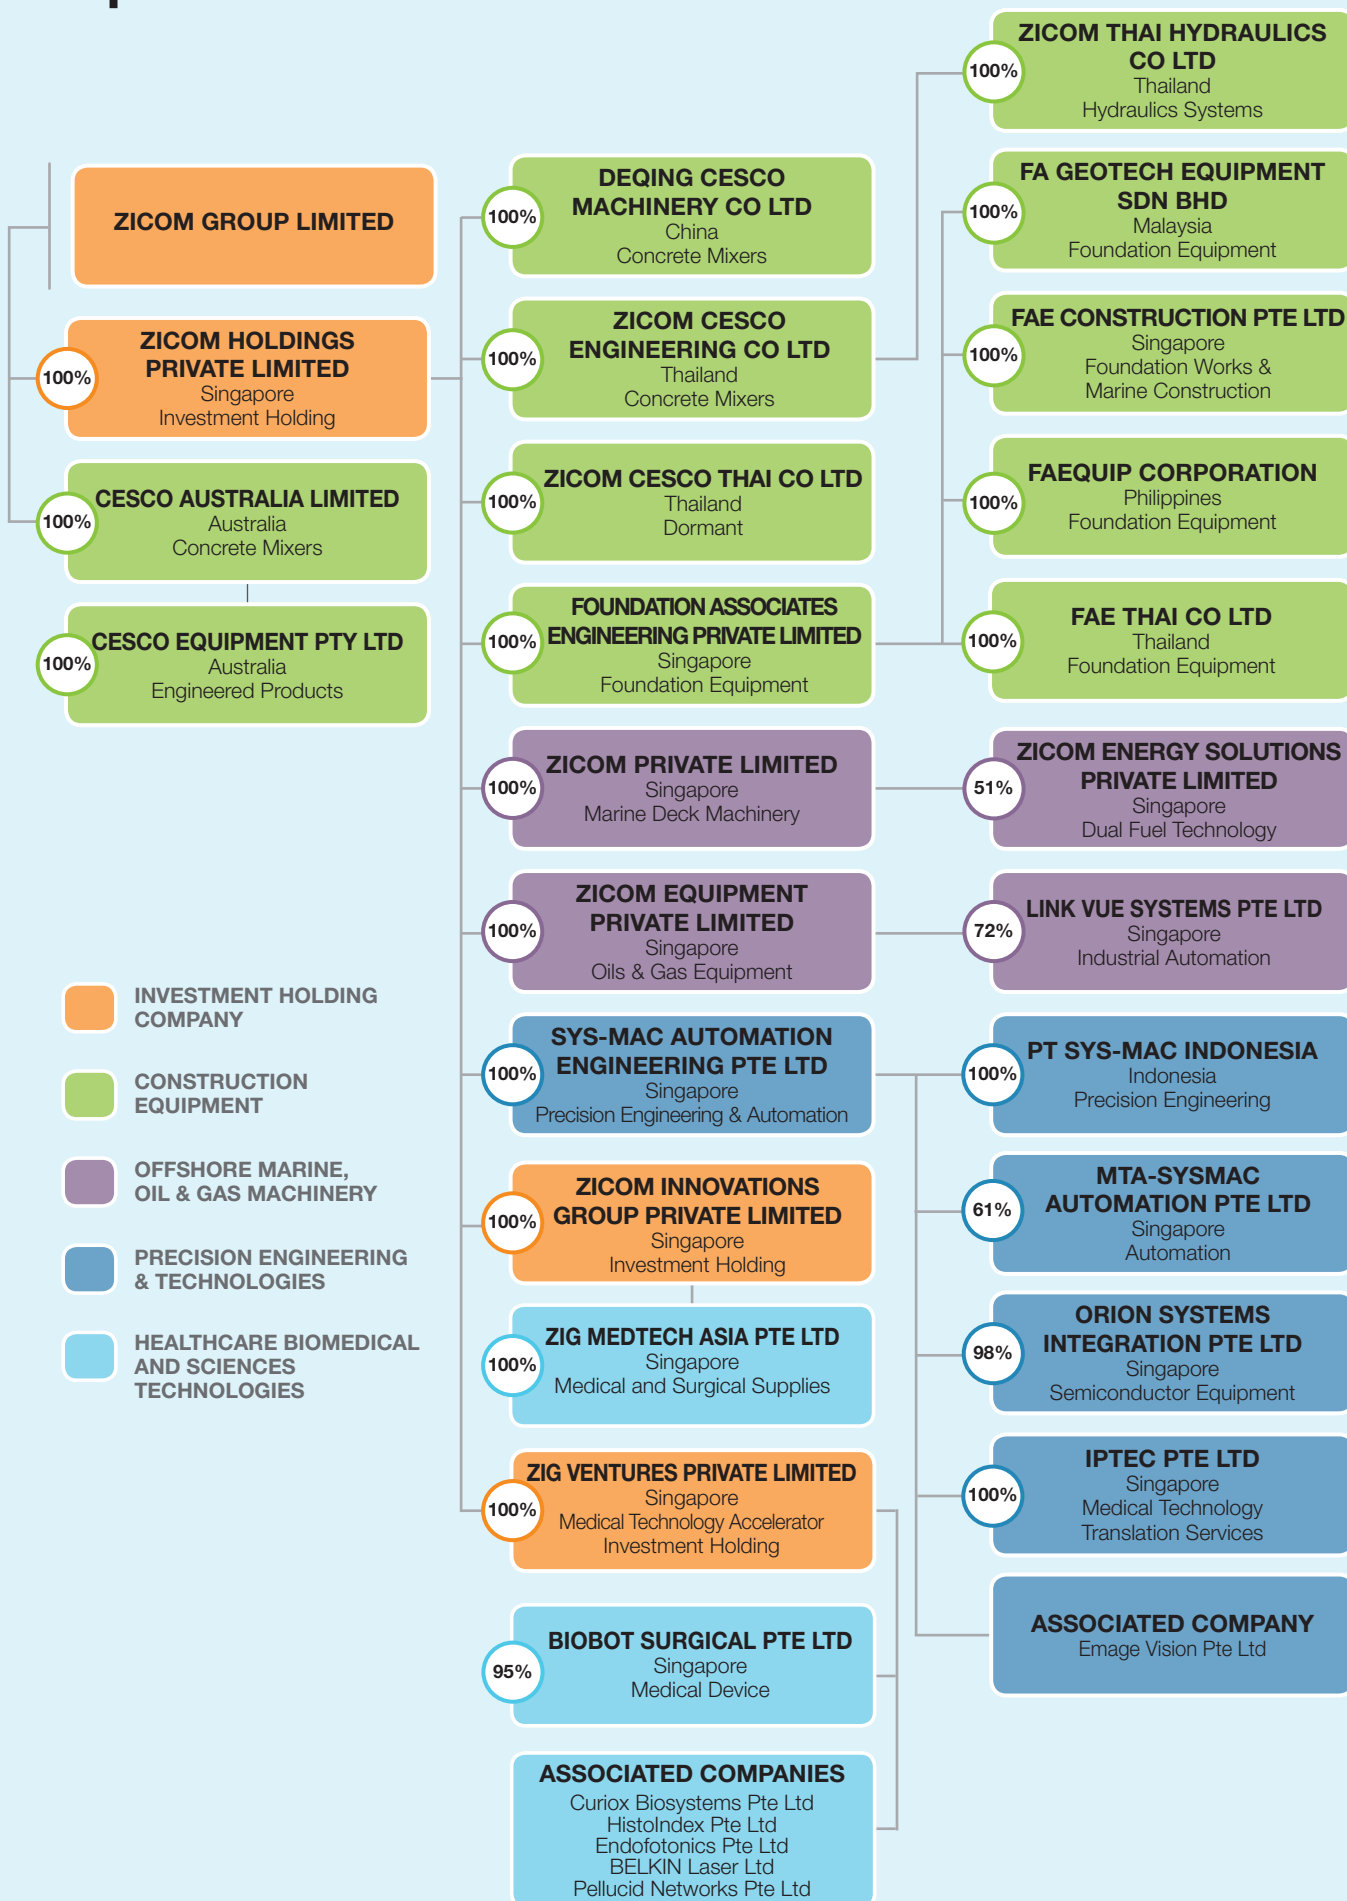 ZICOM GROUP LIMITED
100%
ZICOM HOLDINGS
PRIVATE LIMITED
Singapore
Investment Holding
100%
CESCO AUSTRALIA LIMITED
Australia
Concrete Mixers
100%
CESCO EQUIPMENT PTY LTD
Australia
Engineered Products
INVESTMENT HOLDING
COMPANY
CONSTRUCTION
EQUIPMENT
OFFSHORE MARINE,
OIL & GAS MACHINERY
PRECISION ENGINEERING
& TECHNOLOGIES
HEALTHCARE BIOMEDICAL
AND SCIENCES
TECHNOLOGIES
100%
DEQING CESCO
MACHINERY CO LTD
China
Concrete Mixers
100%
ZICOM CESCO
ENGINEERING CO LTD
Thailand
Concrete Mixers
100%
ZICOM CESCO THAI CO LTD
Thailand
Dormant
100%
FOUNDATION ASSOCIATES
ENGINEERING PRIVATE LIMITED
Singapore
Foundation Equipment
100%
ZICOM PRIVATE LIMITED
Singapore
Marine Deck Machinery
100%
ZICOM EQUIPMENT
PRIVATE LIMITED
Singapore
Oils & Gas Equipment
100%
SYS-MAC AUTOMATION
ENGINEERING PTE LTD
Singapore
Precision Engineering & Automation
100%
ZICOM INNOVATIONS
GROUP PRIVATE LIMITED
Singapore
Investment Holding
100%
ZIG MEDTECH ASIA PTE LTD
Singapore
Medical and Surgical Supplies
100%
ZIG VENTURES PRIVATE LIMITED
Singapore
Medical Technology Accelerator
Investment Holding
95%
BIOBOT SURGICAL PTE LTD
Singapore
Medical Device
ASSOCIATED COMPANIES
Curiox Biosystems Pte Ltd
HistoIndex Pte Ltd
Endofotonics Pte Ltd
BELKIN Laser Ltd
Pellucid Networks Pte Ltd
100%
ZICOM THAI HYDRAULICS
CO LTD
Thailand
Hydraulics Systems
100%
FA GEOTECH EQUIPMENT
SDN BHD
Malaysia
Foundation Equipment
100%
FAE CONSTRUCTION PTE LTD
Singapore
Foundation Works &
Marine Construction
100%
FAEQUIP CORPORATION
Philippines
Foundation Equipment
100%
FAE THAI CO LTD
Thailand
Foundation Equipment
51%
ZICOM ENERGY SOLUTIONS
PRIVATE LIMITED
Singapore
Dual Fuel Technology
72%
LINK VUE SYSTEMS PTE LTD
Singapore
Industrial Automation
100%
PT SYS-MAC INDONESIA
Indonesia
Precision Engineering
61%
MTA-SYSMAC
AUTOMATION PTE LTD
Singapore
Automation
98%
ORION SYSTEMS
INTEGRATION PTE LTD
Singapore
Semiconductor Equipment
100%
IPTEC PTE LTD
Singapore
Medical Technology
Translation Services
ASSOCIATED COMPANY
Emage Vision Pte Ltd